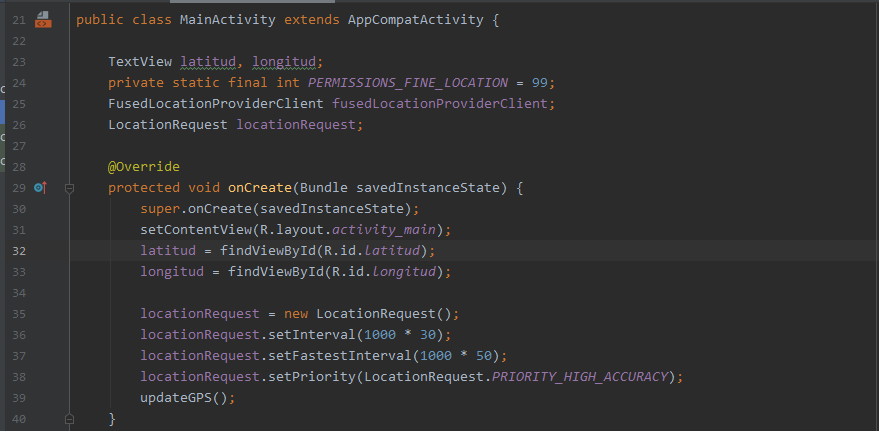 21 public class MainActivity extends AppCompatActivity {
22
23 TextView latitud, longitud;
24 private static final int PERMISSIONS_FINE_LOCATION = 99;
25 FusedLocationProviderClient fusedLocationProviderClient;
26 LocationRequest locationRequest;
27
28 @Override
29 protected void onCreate(Bundle savedInstanceState) {
30 super.onCreate(savedInstanceState);
31 setContentView(R.layout.activity_main);
32 latitud = findViewById(R.id.latitud);
33 longitud = findViewById(R.id.longitud);
34
35 locationRequest = new LocationRequest();
36 locationRequest.setInterval(1000 * 30);
37 locationRequest.setFastestInterval(1000 * 50);
38 locationRequest.setPriority(LocationRequest.PRIORITY_HIGH_ACCURACY);
39 updateGPS();
40 }